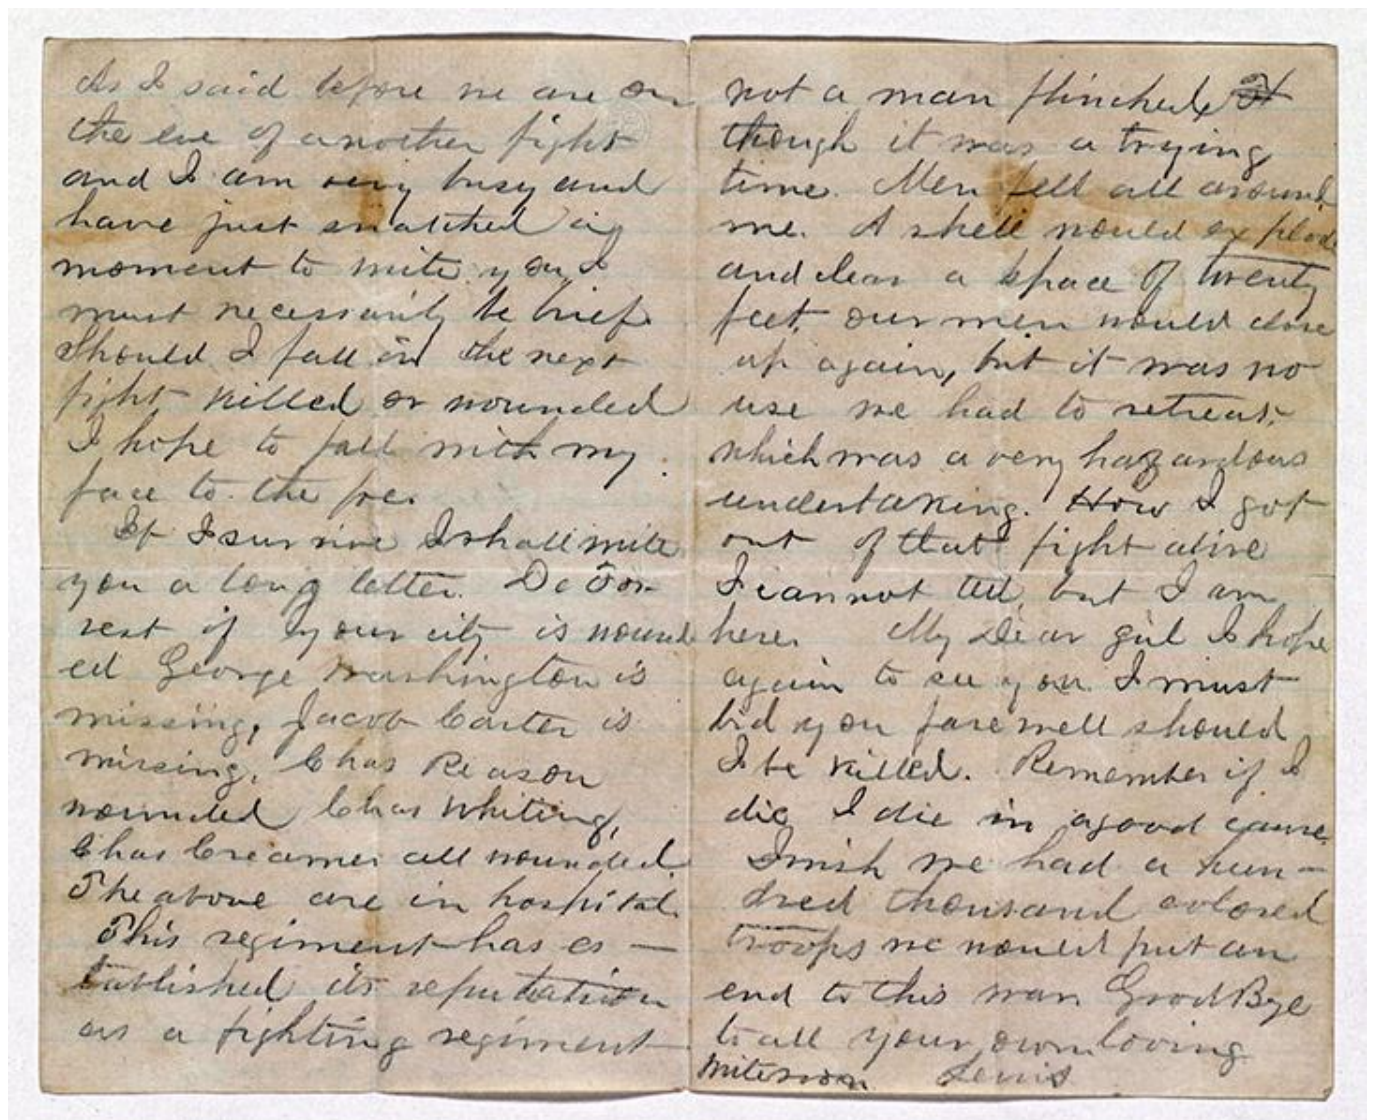 As I said before we are on
the eve of another fight
and I am very busy and
have just snatched a
moment to write you I
must necessarily be brief
Should I fall in the next
fight killed or wounded
I hope to fall with my
face to the foe.
If I survive I shall write
you a long letter. DeFor-
rest of your city is wound
ed George Washington is
missing, Jacob Carter is
missing, Chas Reason
wounded Chas Whiting,
Chas Creamer all wounded.
The above are in hospital.
This regiment has es-
tablished its reputation
as a fighting regiment
not a man flinched,
though it was a trying
time. Men fell all around
me. A shell would explode
and clear a space of twenty
feet, our men would close
up again, but it was no
use we had to retreat,
which was a very hazardous
undertaking. How I got
out of that fight alive
I cannot tell, but I am
here. My Dear girl I hope
again to see you. I must
bid you farewell should
I be killed. Remember if I
die I die in a good cause.
I wish we had a hun-
dred thousand colored
troops we would put an
end to this war. Good Bye
to all your own loving
Write soon Lewis